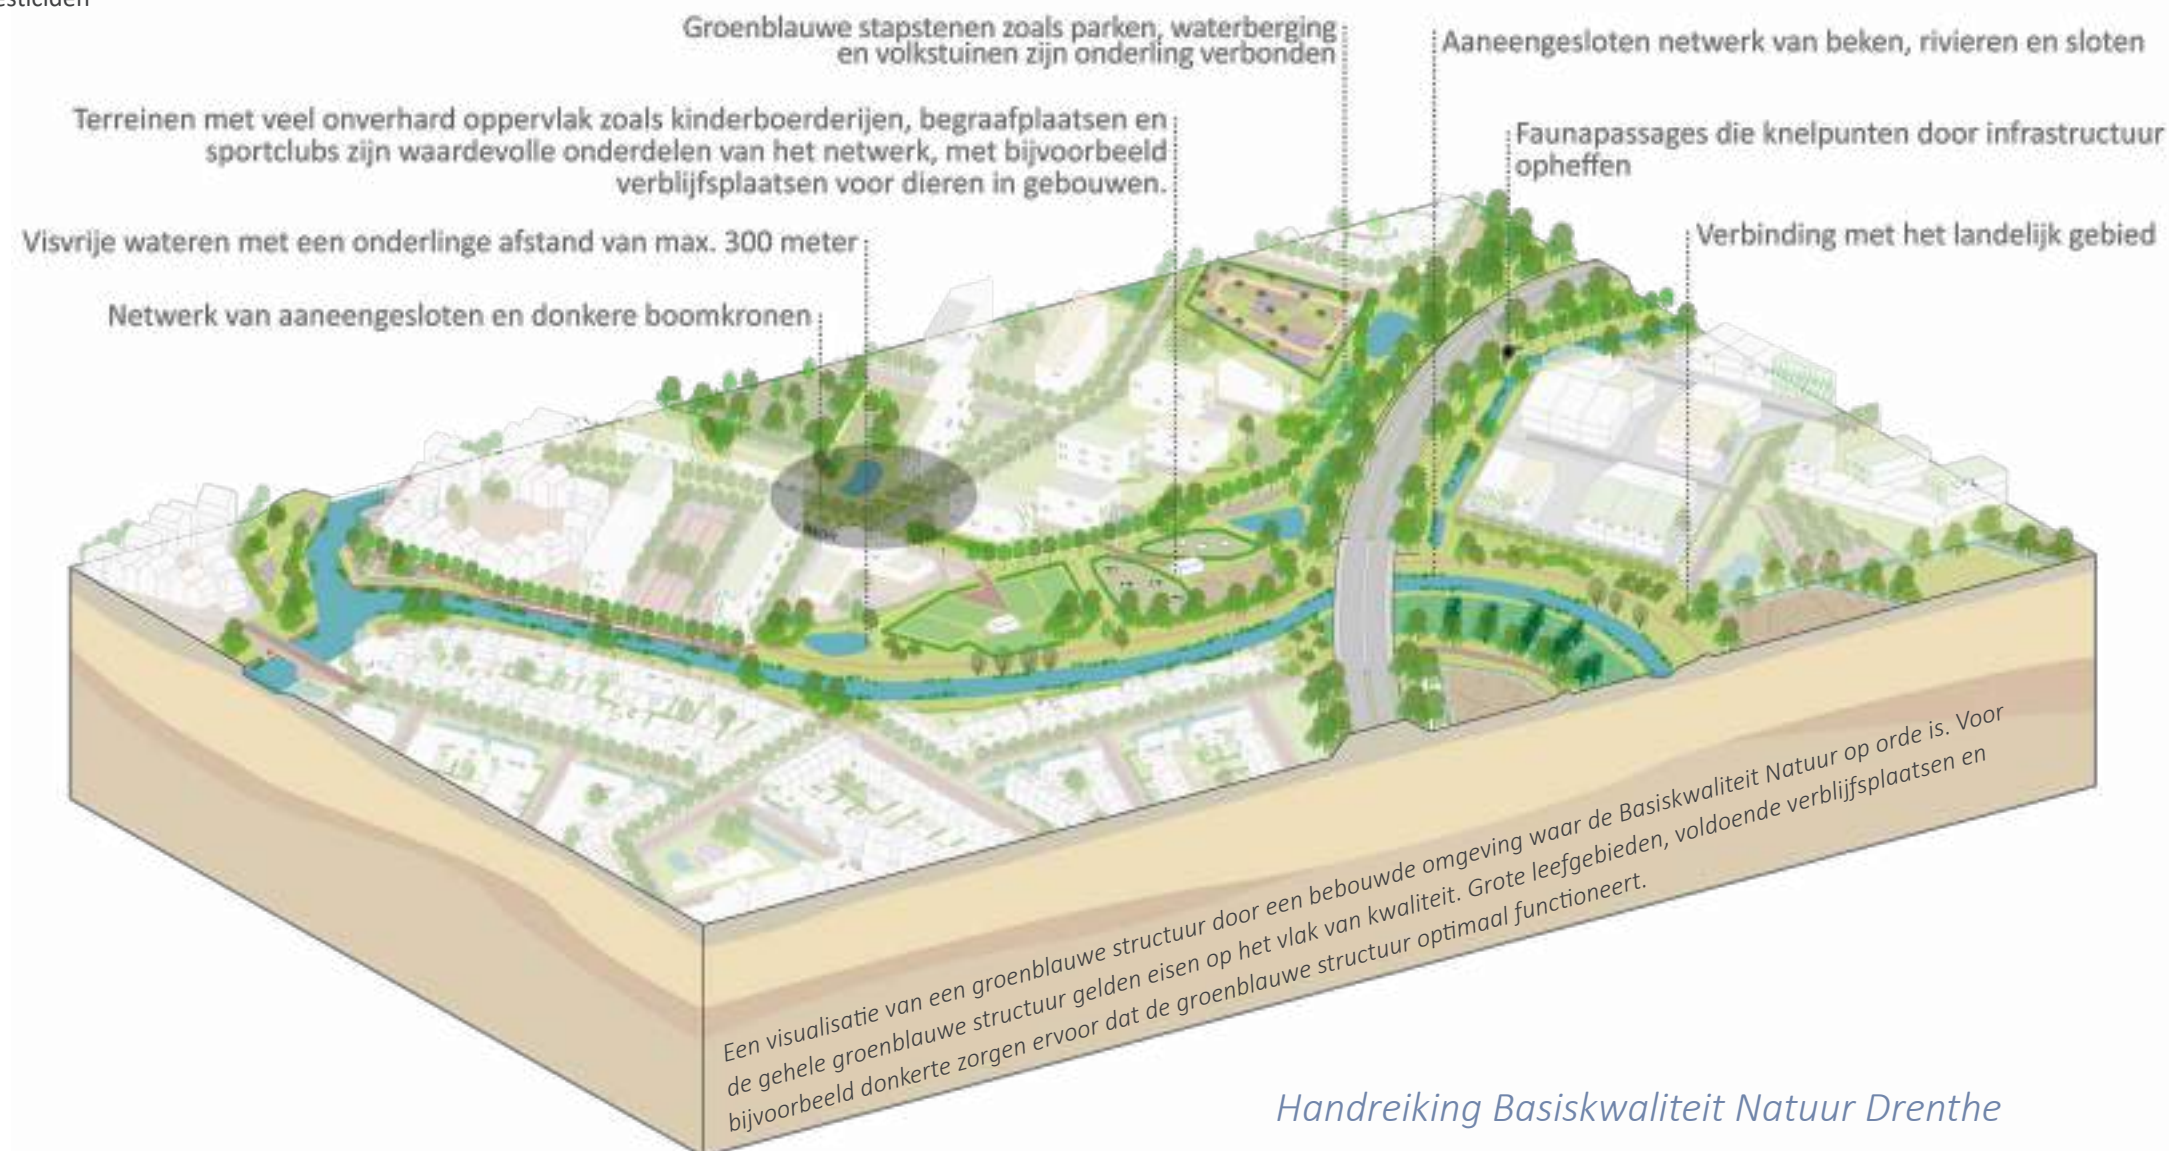 Groenblauwe stapstenen zoals parken, waterberging
en volkstuinen zijn onderling verbonden
Aaneengesloten netwerk van beken, rivieren en sloten
Terreinen met veel onverhard oppervlak zoals kinderboerderijen, begraafplaatsen en
sportclubs zijn waardevolle onderdelen van het netwerk, met bijvoorbeeld
verblijfsplaatsen voor dieren in gebouwen.
Faunapassages die knelpunten door infrastructuur
opheffen
Visvrije wateren met een onderlinge afstand van max. 300 meter
Verbinding met het landelijk gebied
Netwerk van aaneengesloten en donkere boomkronen
Een visualisatie van een groenblauwe structuur door een bebouwde omgeving waar de Basiskwaliteit Natuur op orde is. Voor
de gehele groenblauwe structuur gelden eisen op het vlak van kwaliteit. Grote leefgebieden, voldoende verblijfsplaatsen en
bijvoorbeeld donkerte zorgen ervoor dat de groenblauwe structuur optimaal functioneert.
Handreiking Basiskwaliteit Natuur Drenthe